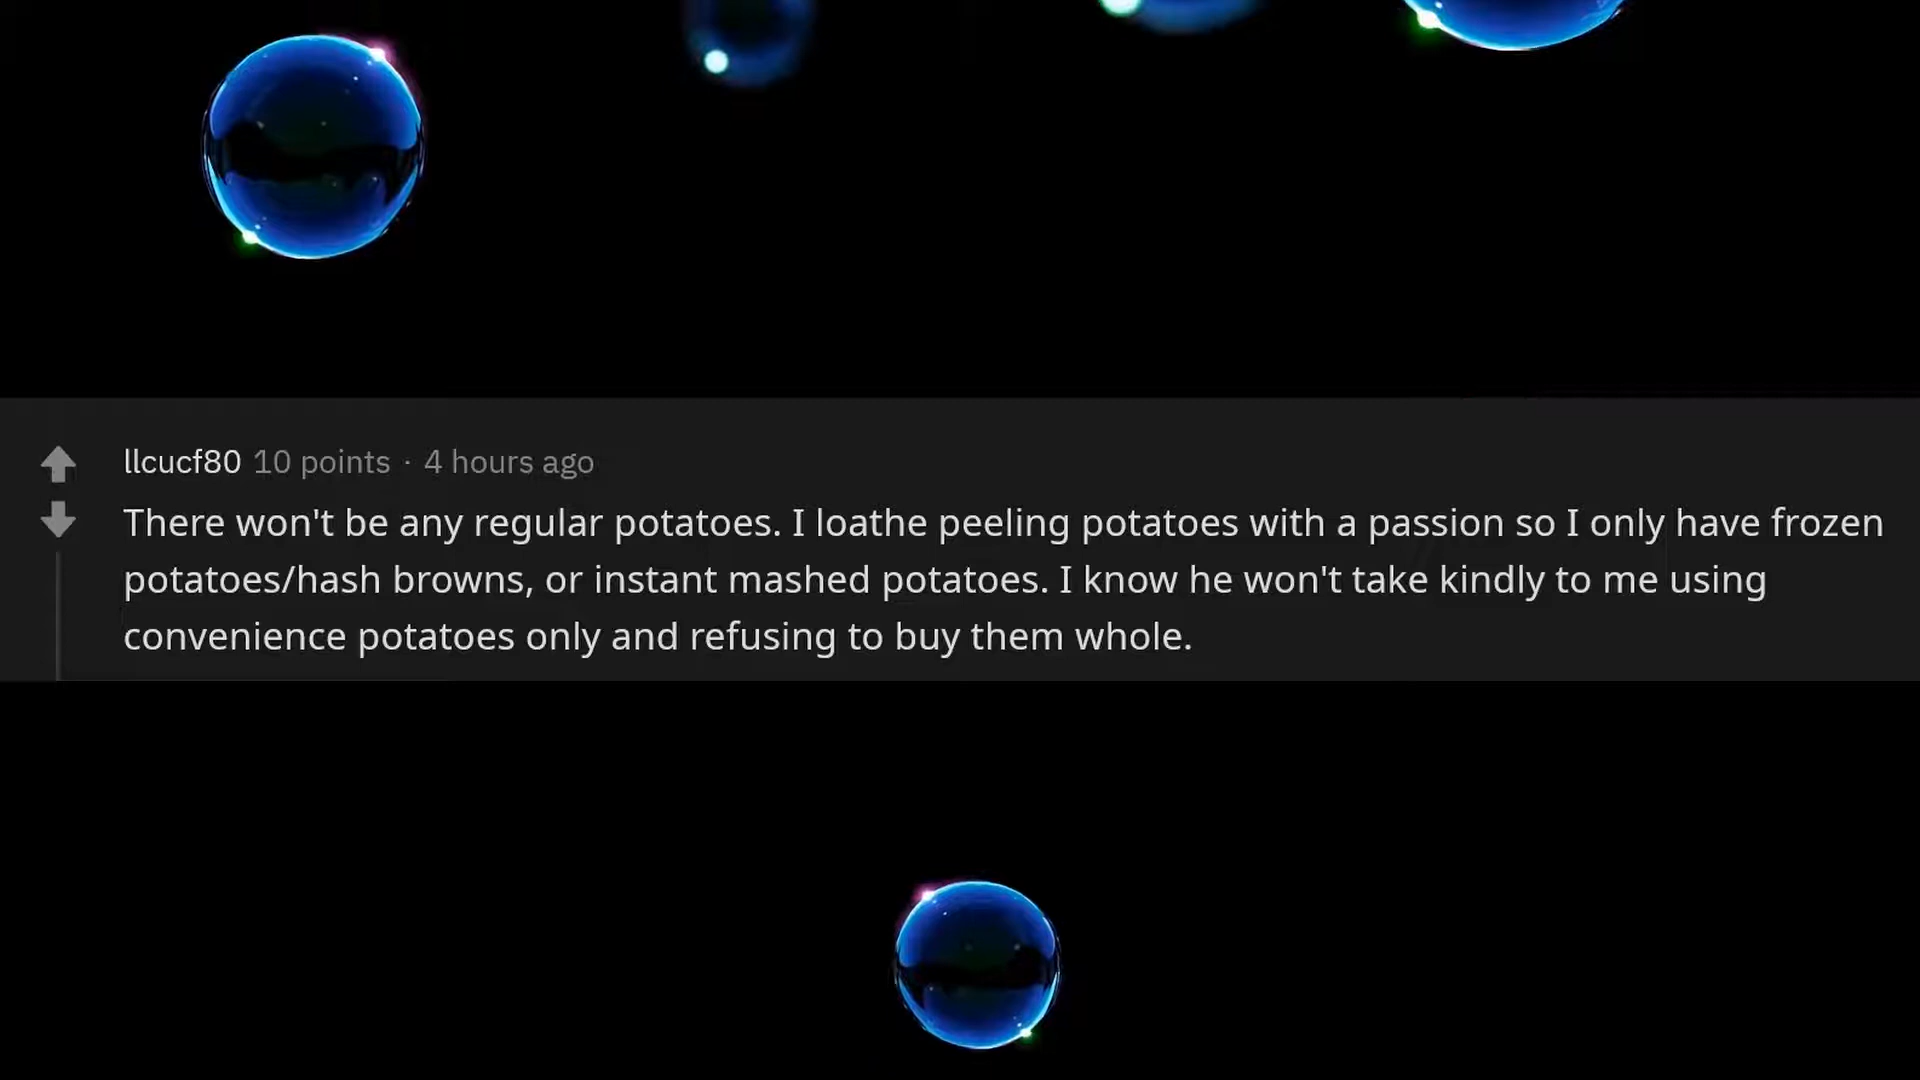 llcucf80 10 points · 4 hours ago
There won't be any regular potatoes. I loathe peeling potatoes with a passion so I only have frozen
potatoes/hash browns, or instant mashed potatoes. I know he won't take kindly to me using
convenience potatoes only and refusing to buy them whole.